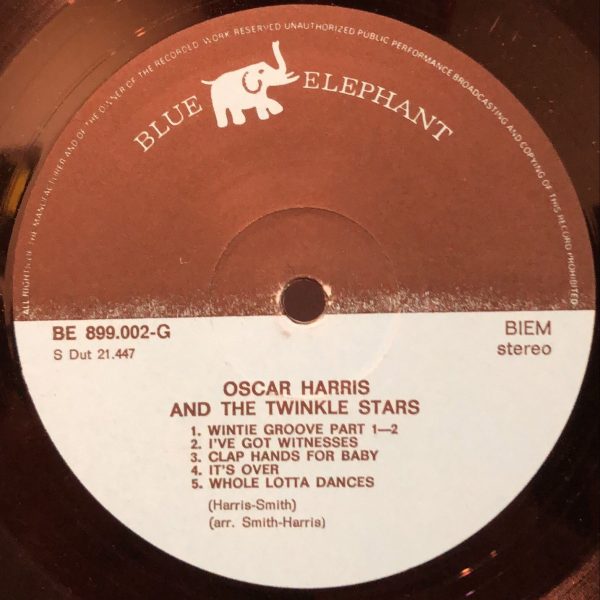 ALL RIGHTS OF THE MANUFACTURER AND OF THE OWNER OF THE RECORDED WORK RESERVED UNAUTHORIZED PUBLIC PERFORMANCE BROADCASTING AND COPYING OF THIS RECORD PROHIBITED
BLUE ELEPHANT
BE 899.002-G
BIEM
S Dut 21.447
stereo
OSCAR HARRIS
AND THE TWINKLE STARS
1. WINTIE GROOVE PART 1—2
2. I'VE GOT WITNESSES
3. CLAP HANDS FOR BABY
4. IT'S OVER
5. WHOLE LOTTA DANCES
(Harris-Smith)
(arr. Smith-Harris)